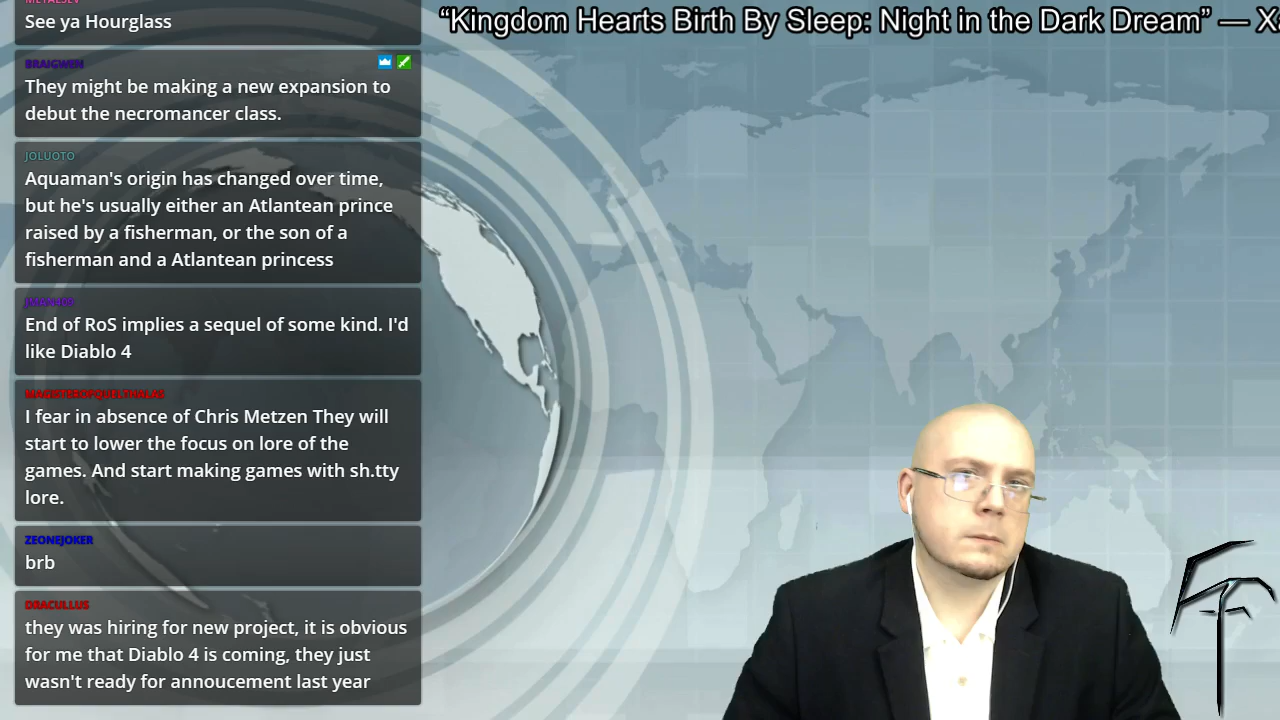 “Kingdom Hearts Birth By Sleep: Night in the Dark Dream” — X
See ya Hourglass
BRAIGWEN
They might be making a new expansion to
debut the necromancer class.
JOLUOTO
Aquaman's origin has changed over time,
but he's usually either an Atlantean prince
raised by a fisherman, or the son of a
fisherman and a Atlantean princess
End of RoS implies a sequel of some kind. I'd
like Diablo 4
MAGISTEROFQUELTHALAS
I fear in absence of Chris Metzen They will
start to lower the focus on lore of the
games. And start making games with sh.tty
lore.
ZEONEJOKER
brb
DRACULLUS
they was hiring for new project, it is obvious
for me that Diablo 4 is coming, they just
wasn't ready for annoucement last year